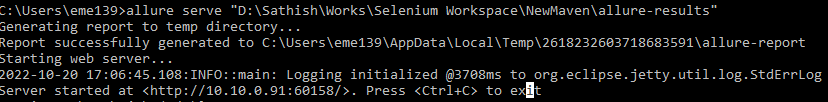 C:\Users\eme139>allure serve "D:\Sathish\Works\Selenium Workspace\NewMaven\allure-results"
Generating report to temp directory...
Report successfully generated to C:\Users\eme139\AppData\Local\Temp\2618232603718683591\allure-report
Starting web server...
2022-10-20 17:06:45.108:INFO::main: Logging initialized @3708ms to org.eclipse.jetty.util.log.StdErrLog
Server started at <http://10.10.0.91:60158/>. Press <Ctrl+C> to exit